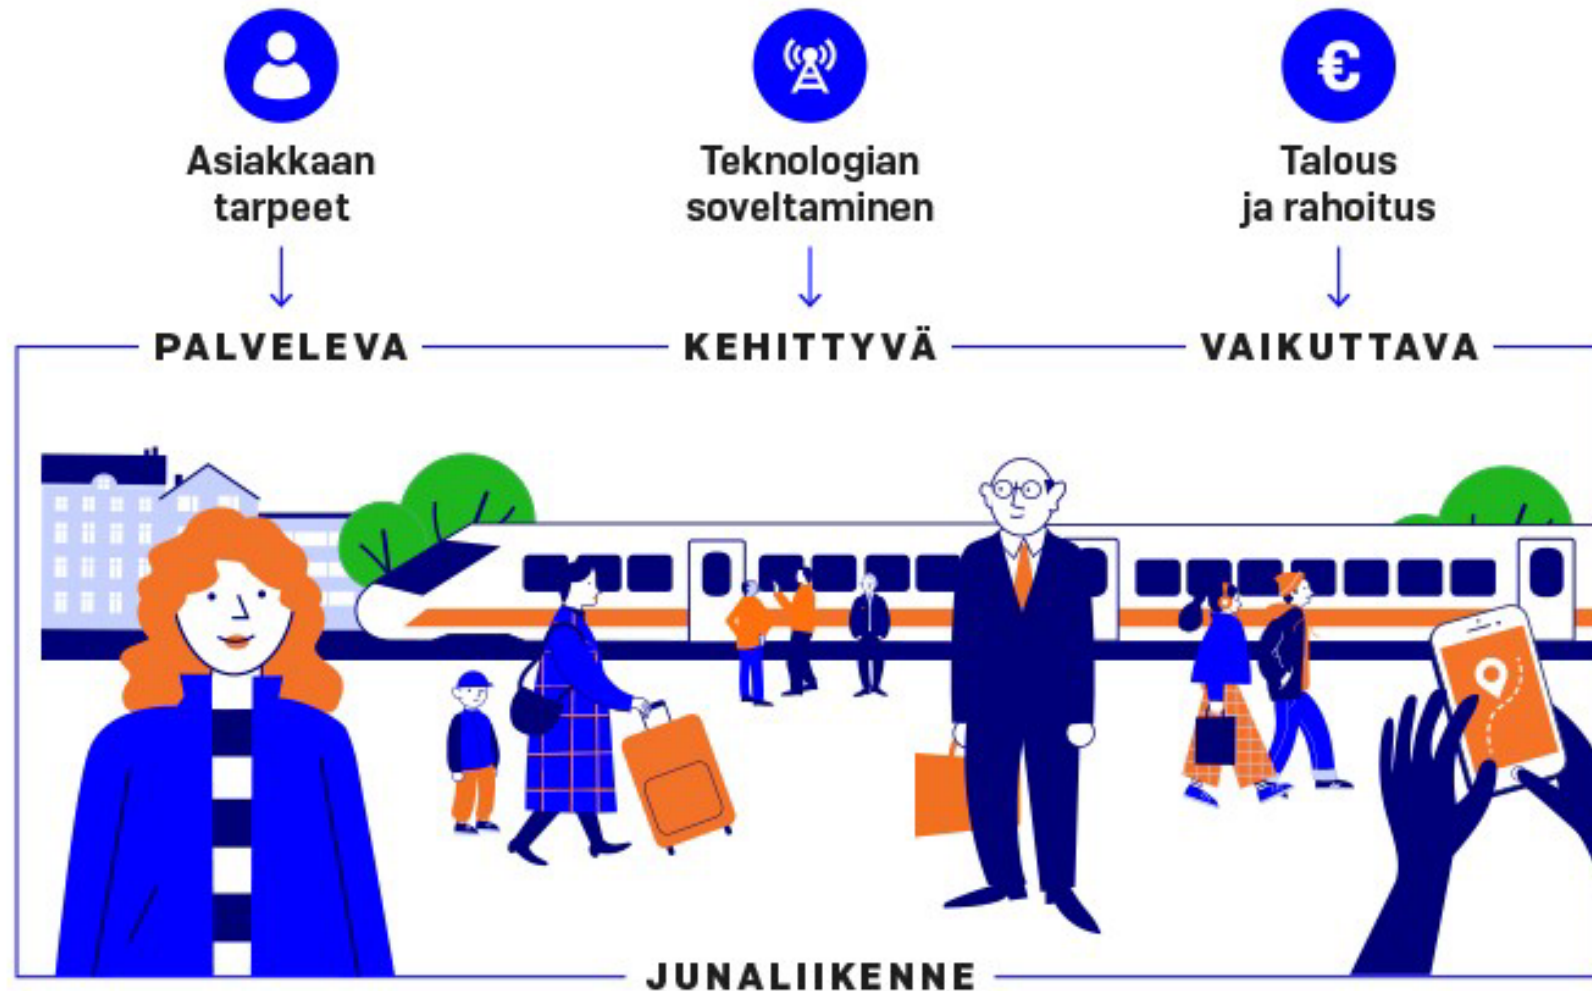 €
Asiakkaan
tarpeet
Teknologian
soveltaminen
Talous
ja rahoitus
PALVELEVA
KEHITTYVÄ
VAIKUTTAVA
JUNALIIKENNE